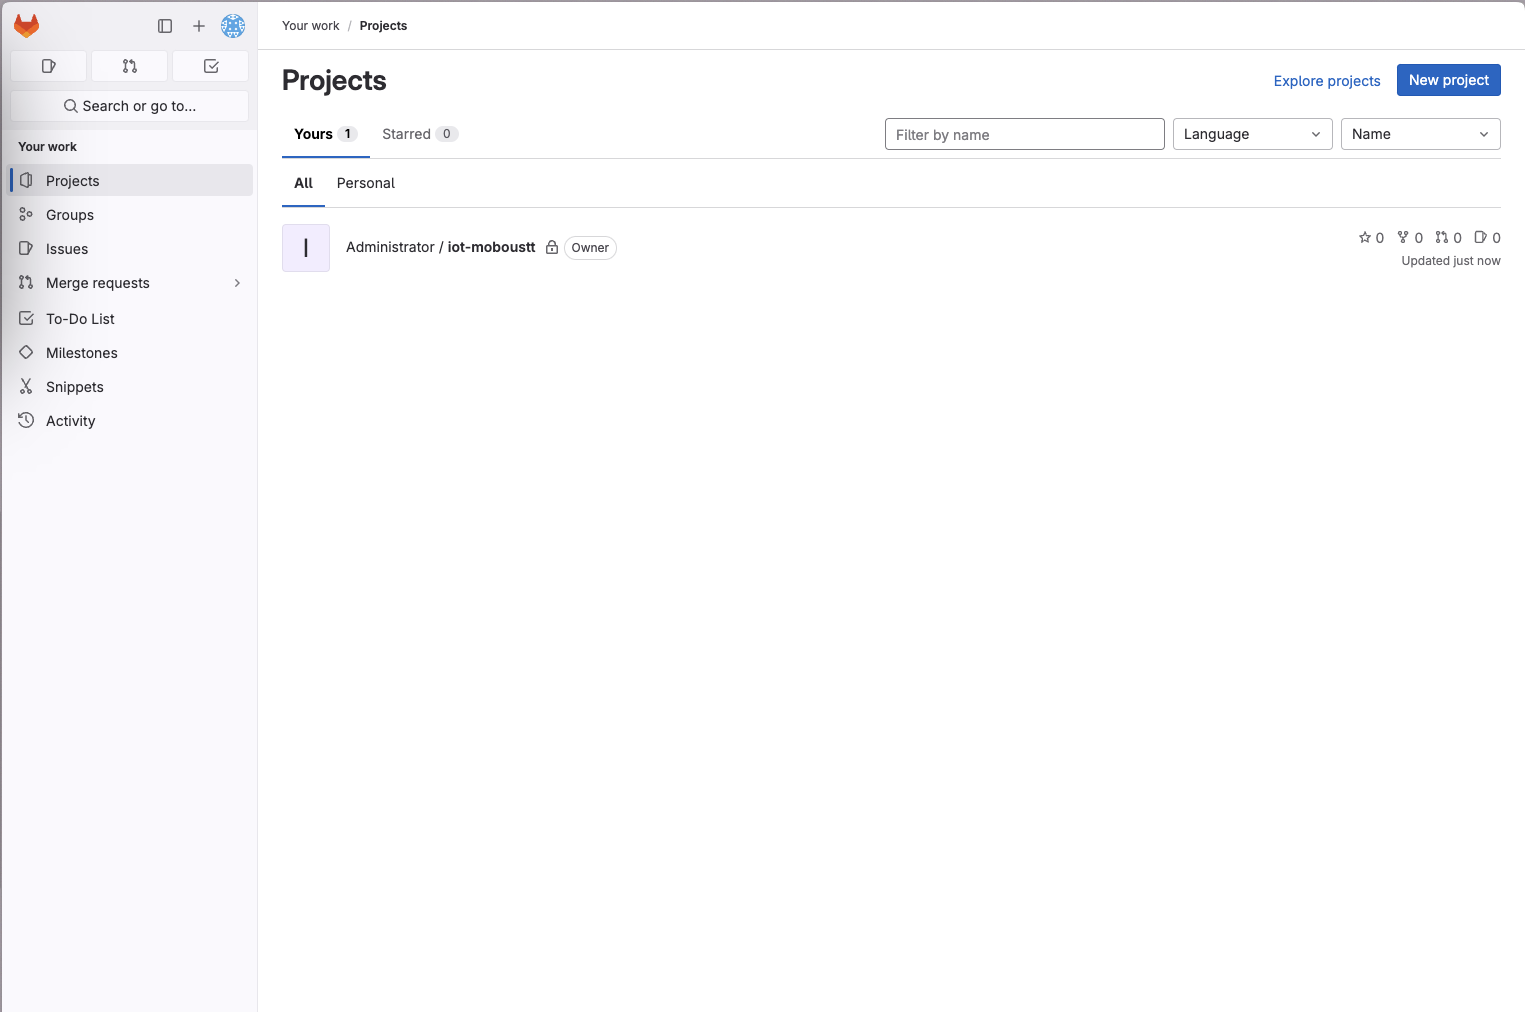 Your work / Projects
Search or go to...
Your work
Projects
Groups
Issues
Merge requests
To-Do List
Milestones
Snippets
Activity
Projects
Explore projects
New project
Yours 1
Starred 0
Filter by name
Language
Name
All
Personal
I
Administrator / iot-moboustt
Owner
0 0 0 0
Updated just now